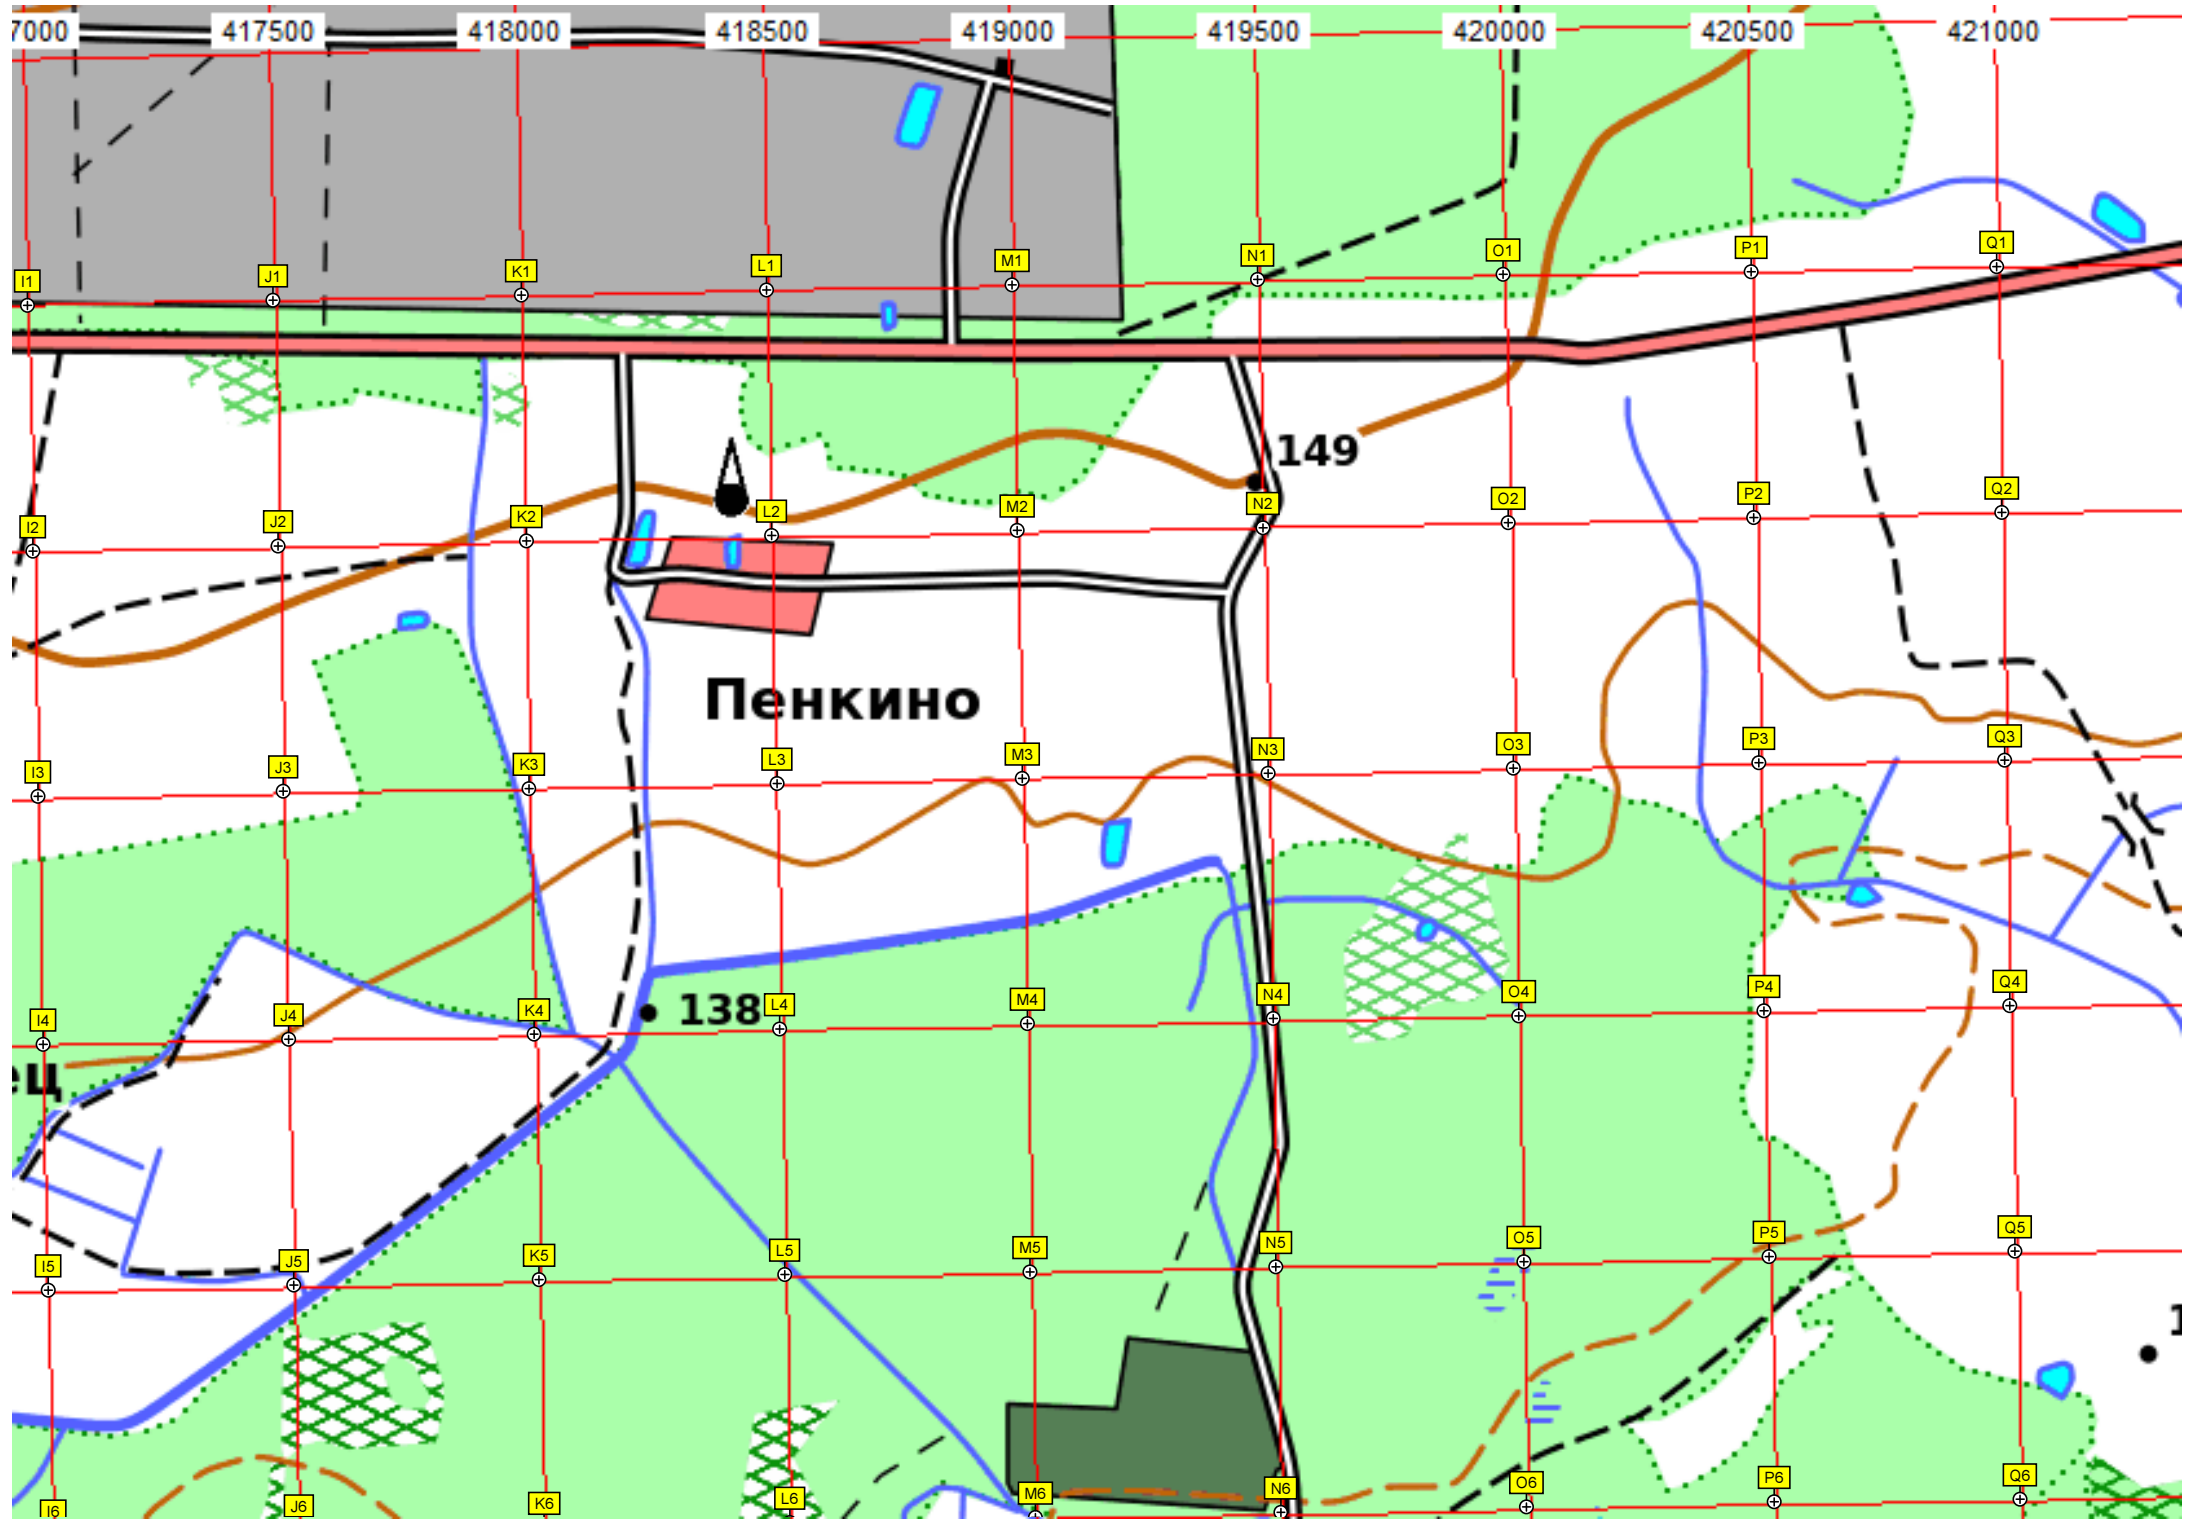 7000 417500 418000 418500 419000 419500 420000 420500 421000
I1 J1 K1 L1 M1 N1 O1 P1 Q1
149
I2 J2 K2 L2 M2 N2 O2 P2 Q2
Пенкино
I3 J3 K3 L3 M3 N3 O3 P3 Q3
138
I4 J4 K4 L4 M4 N4 O4 P4 Q4
ец
I5 J5 K5 L5 M5 N5 O5 P5 Q5
1
I6 J6 K6 L6 M6 N6 O6 P6 Q6